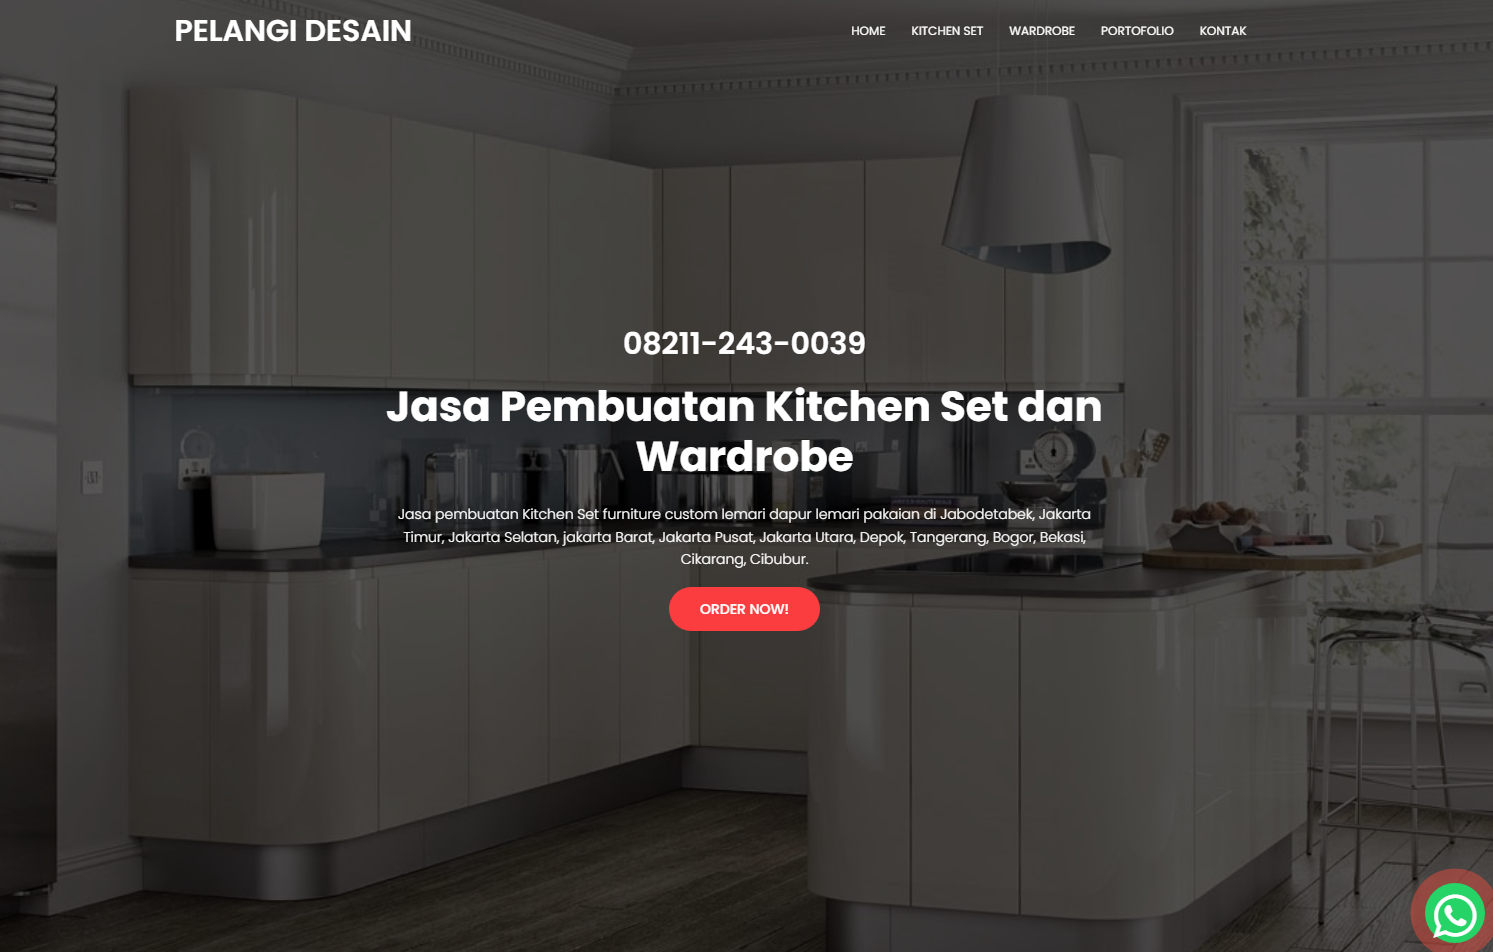 PELANGI DESAIN
HOME KITCHEN SET WARDROBE PORTOFOLIO KONTAK
08211-243-0039
Jasa Pembuatan Kitchen Set dan
Wardrobe
Jasa pembuatan Kitchen Set furniture custom lemari dapur lemari pakaian di Jabodetabek, Jakarta
Timur, Jakarta Selatan, jakarta Barat, Jakarta Pusat, Jakarta Utara, Depok, Tangerang, Bogor, Bekasi,
Cikarang, Cibubur.
ORDER NOW!